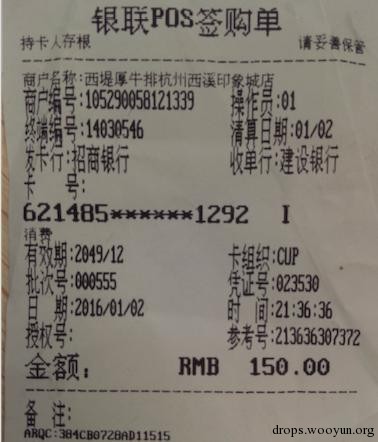 银联POS签购单
持卡人存根 请妥善保管
商户名称:西堤厚牛排杭州西溪印象城店
商户编号:105290058121339 操作员:01
终端编号:14030546 清算日期:01/02
发卡行:招商银行 收单行:建设银行
卡 号:
621485******1292 I
消费
有效期:2049/12 卡组织:CUP
批次号:000555 凭证号:023530
日 期:2016/01/02 时 间:21:36:36
授权号: 参考号:213636307372
金额: RMB 150.00
备 注:
ARQC:384CB0728AD11515
drops.wooyun.org